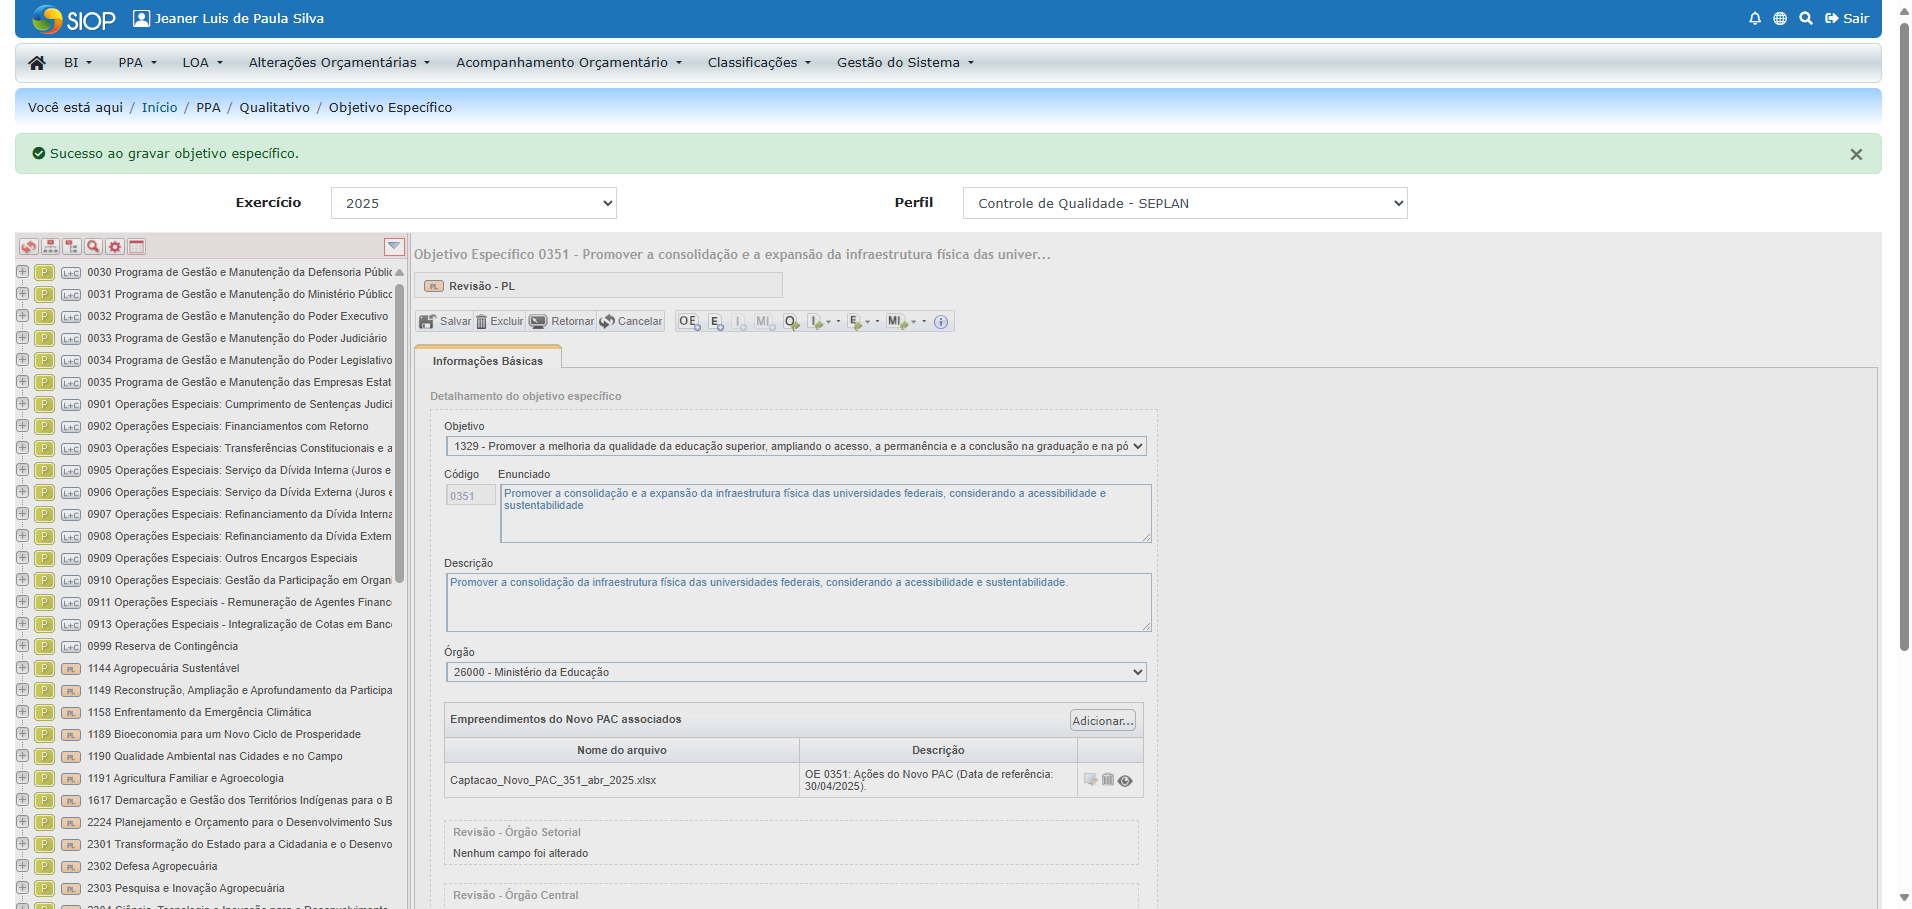 SIOP Jeaner Luis de Paula Silva Sair
BI PPA LOA Alterações Orçamentárias Acompanhamento Orçamentário Classificações Gestão do Sistema
Você está aqui / Início / PPA / Qualitativo / Objetivo Específico
Sucesso ao gravar objetivo específico.
Exercício 2025 Perfil Controle de Qualidade - SEPLAN
P L+C 0030 Programa de Gestão e Manutenção da Defensoria Públic
P L+C 0031 Programa de Gestão e Manutenção do Ministério Público
P L+C 0032 Programa de Gestão e Manutenção do Poder Executivo
P L+C 0033 Programa de Gestão e Manutenção do Poder Judiciário
P L+C 0034 Programa de Gestão e Manutenção do Poder Legislativo
P L+C 0035 Programa de Gestão e Manutenção das Empresas Estat
P L+C 0901 Operações Especiais: Cumprimento de Sentenças Judici
P L+C 0902 Operações Especiais: Financiamentos com Retorno
P L+C 0903 Operações Especiais: Transferências Constitucionais e a
P L+C 0905 Operações Especiais: Serviço da Dívida Interna (Juros e
P L+C 0906 Operações Especiais: Serviço da Dívida Externa (Juros e
P L+C 0907 Operações Especiais: Refinanciamento da Dívida Interna
P L+C 0908 Operações Especiais: Refinanciamento da Dívida Extern
P L+C 0909 Operações Especiais: Outros Encargos Especiais
P L+C 0910 Operações Especiais: Gestão da Participação em Organ
P L+C 0911 Operações Especiais - Remuneração de Agentes Financ
P L+C 0913 Operações Especiais - Integralização de Cotas em Banc
P L+C 0999 Reserva de Contingência
P PL 1144 Agropecuária Sustentável
P PL 1149 Reconstrução, Ampliação e Aprofundamento da Participa
P PL 1158 Enfrentamento da Emergência Climática
P PL 1189 Bioeconomia para um Novo Ciclo de Prosperidade
P PL 1190 Qualidade Ambiental nas Cidades e no Campo
P PL 1191 Agricultura Familiar e Agroecologia
P PL 1617 Demarcação e Gestão dos Territórios Indígenas para o B
P PL 2224 Planejamento e Orçamento para o Desenvolvimento Sus
P PL 2301 Transformação do Estado para a Cidadania e o Desenvo
P PL 2302 Defesa Agropecuária
P PL 2303 Pesquisa e Inovação Agropecuária
Objetivo Específico 0351 - Promover a consolidação e a expansão da infraestrutura física das univer...
PL Revisão - PL
Salvar Excluir Retornar Cancelar OE E I MI O I E MI
Informações Básicas
Detalhamento do objetivo específico
Objetivo
1329 - Promover a melhoria da qualidade da educação superior, ampliando o acesso, a permanência e a conclusão na graduação e na pó
Código Enunciado
0351 Promover a consolidação e a expansão da infraestrutura física das universidades federais, considerando a acessibilidade e
sustentabilidade
Descrição
Promover a consolidação da infraestrutura física das universidades federais, considerando a acessibilidade e sustentabilidade.
Órgão
26000 - Ministério da Educação
Empreendimentos do Novo PAC associados Adicionar...
Nome do arquivo Descrição
Captacao_Novo_PAC_351_abr_2025.xlsx OE 0351: Ações do Novo PAC (Data de referência:
30/04/2025).
Revisão - Órgão Setorial
Nenhum campo foi alterado
Revisão - Órgão Central